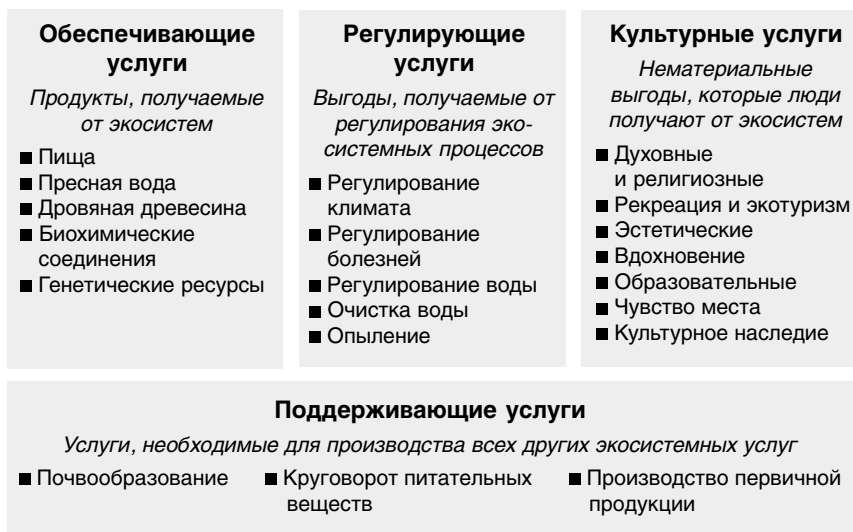 Обеспечивающие
услуги
Продукты, получаемые
от экосистем
■ Пища
■ Пресная вода
■ Дровяная древесина
■ Биохимические
соединения
■ Генетические ресурсы
Регулирующие
услуги
Выгоды, получаемые от
регулирования эко-
системных процессов
■ Регулирование
климата
■ Регулирование
болезней
■ Регулирование воды
■ Очистка воды
■ Опыление
Культурные услуги
Нематериальные
выгоды, которые люди
получают от экосистем
■ Духовные
и религиозные
■ Рекреация и экотуризм
■ Эстетические
■ Вдохновение
■ Образовательные
■ Чувство места
■ Культурное наследие
Поддерживающие услуги
Услуги, необходимые для производства всех других экосистемных услуг
■ Почвообразование
■ Круговорот питательных
веществ
■ Производство первичной
продукции